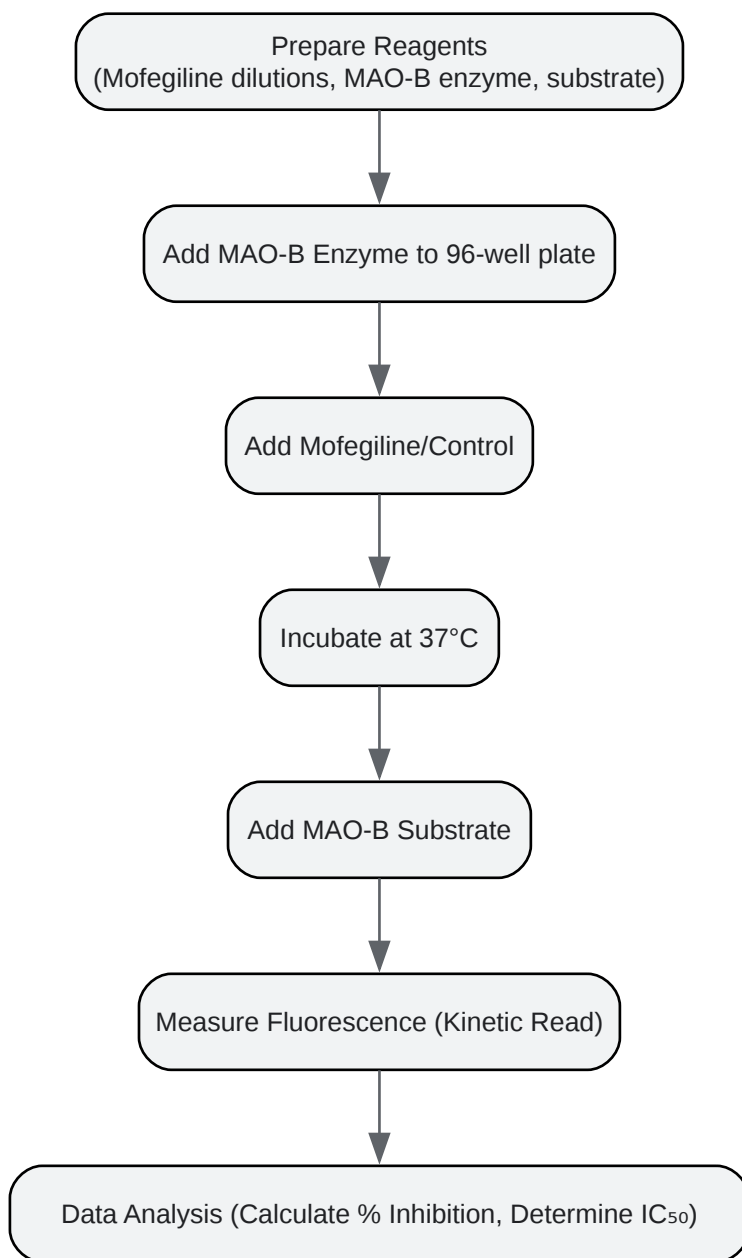 Prepare Reagents
(Mofegiline dilutions, MAO-B enzyme, substrate)
Add MAO-B Enzyme to 96-well plate
Add Mofegiline/Control
Incubate at 37°C
Add MAO-B Substrate
Measure Fluorescence (Kinetic Read)
Data Analysis (Calculate % Inhibition, Determine IC₅₀)